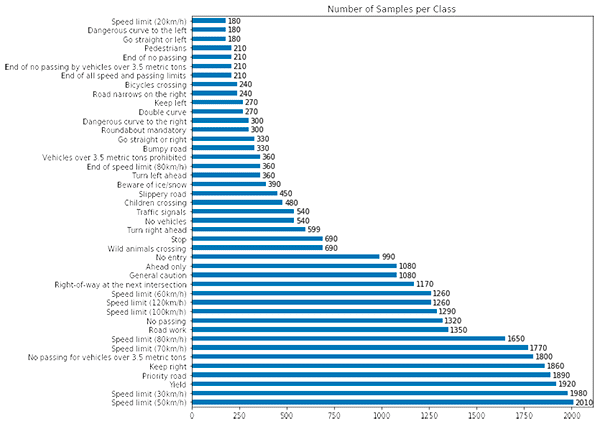 Number of Samples per Class
Speed limit (20km/h) 180
Dangerous curve to the left 180
Go straight or left 180
Pedestrians 210
End of no passing 210
End of no passing by vehicles over 3.5 metric tons 210
End of all speed and passing limits 210
Bicycles crossing 240
Road narrows on the right 240
Keep left 270
Double curve 270
Dangerous curve to the right 300
Roundabout mandatory 300
Go straight or right 330
Bumpy road 330
Vehicles over 3.5 metric tons prohibited 360
End of speed limit (80km/h) 360
Turn left ahead 360
Beware of ice/snow 390
Slippery road 450
Children crossing 480
Traffic signals 540
No vehicles 540
Turn right ahead 599
Stop 690
Wild animals crossing 690
No entry 990
Ahead only 1080
General caution 1080
Right-of-way at the next intersection 1170
Speed limit (60km/h) 1260
Speed limit (120km/h) 1260
Speed limit (100km/h) 1290
No passing 1320
Road work 1350
Speed limit (80km/h) 1650
Speed limit (70km/h) 1770
No passing for vehicles over 3.5 metric tons 1800
Keep right 1860
Priority road 1890
Yield 1920
Speed limit (30km/h) 1980
Speed limit (50km/h) 2010
0 250 500 750 1000 1250 1500 1750 2000